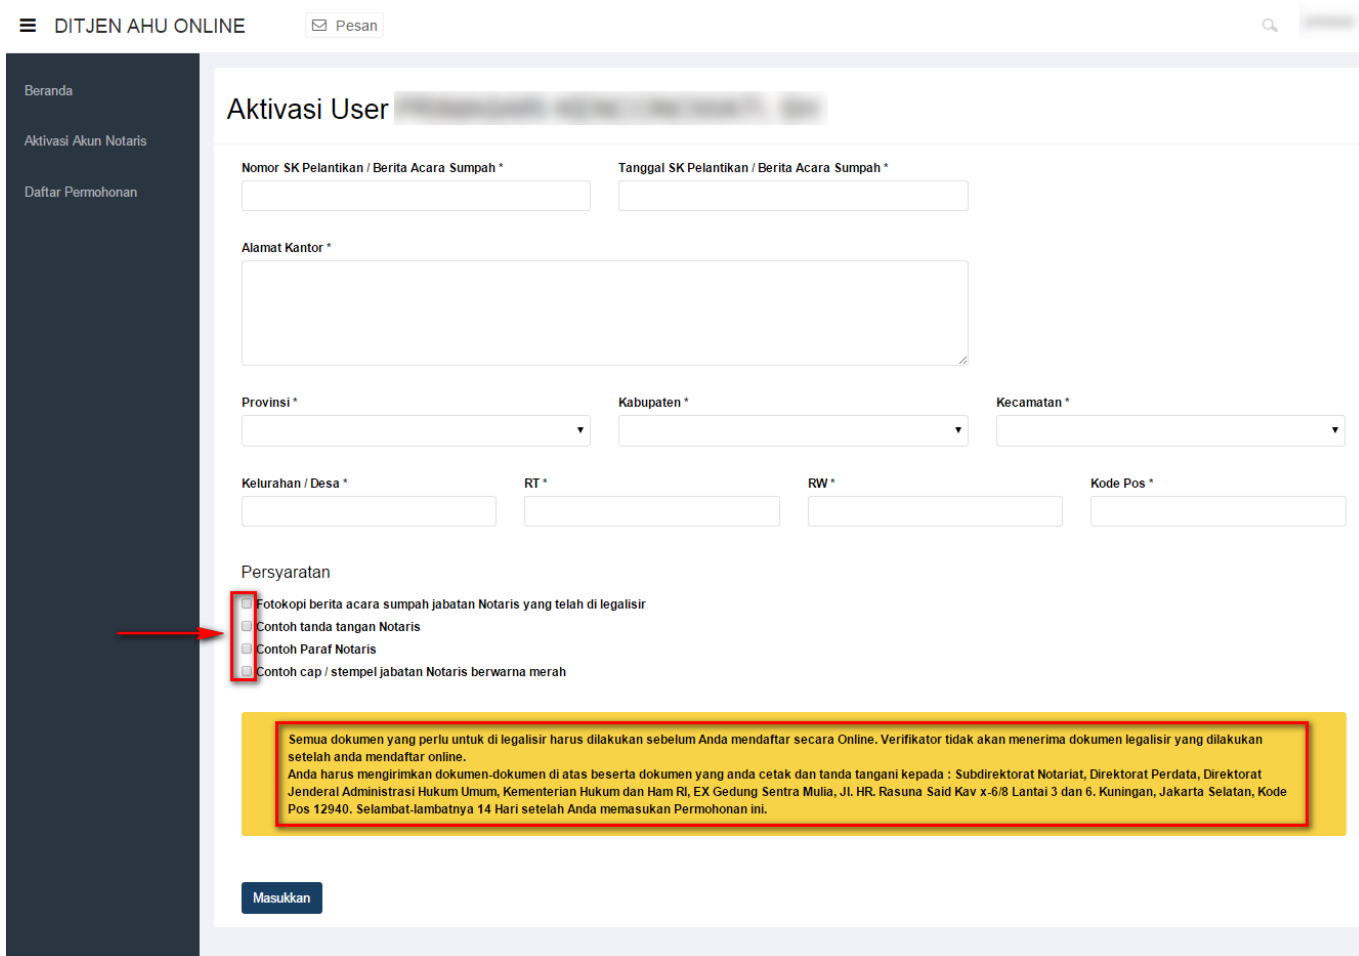 DITJEN AHU ONLINE
Pesan
Beranda
Aktivasi Akun Notaris
Daftar Permohonan
Aktivasi User
Nomor SK Pelantikan / Berita Acara Sumpah *
Tanggal SK Pelantikan / Berita Acara Sumpah *
Alamat Kantor *
Provinsi *
Kabupaten *
Kecamatan *
Kelurahan / Desa *
RT *
RW *
Kode Pos *
Persyaratan
Fotokopi berita acara sumpah jabatan Notaris yang telah di legalisir
Contoh tanda tangan Notaris
Contoh Paraf Notaris
Contoh cap / stempel jabatan Notaris berwarna merah
Semua dokumen yang perlu untuk di legalisir harus dilakukan sebelum Anda mendaftar secara Online. Verifikator tidak akan menerima dokumen legalisir yang dilakukan
setelah anda mendaftar online.
Anda harus mengirimkan dokumen-dokumen di atas beserta dokumen yang anda cetak dan tanda tangani kepada : Subdirektorat Notariat, Direktorat Perdata, Direktorat
Jenderal Administrasi Hukum Umum, Kementerian Hukum dan Ham RI, EX Gedung Sentra Mulia, Jl. HR. Rasuna Said Kav x-6/8 Lantai 3 dan 6. Kuningan, Jakarta Selatan, Kode
Pos 12940. Selambat-lambatnya 14 Hari setelah Anda memasukan Permohonan ini.
Masukkan